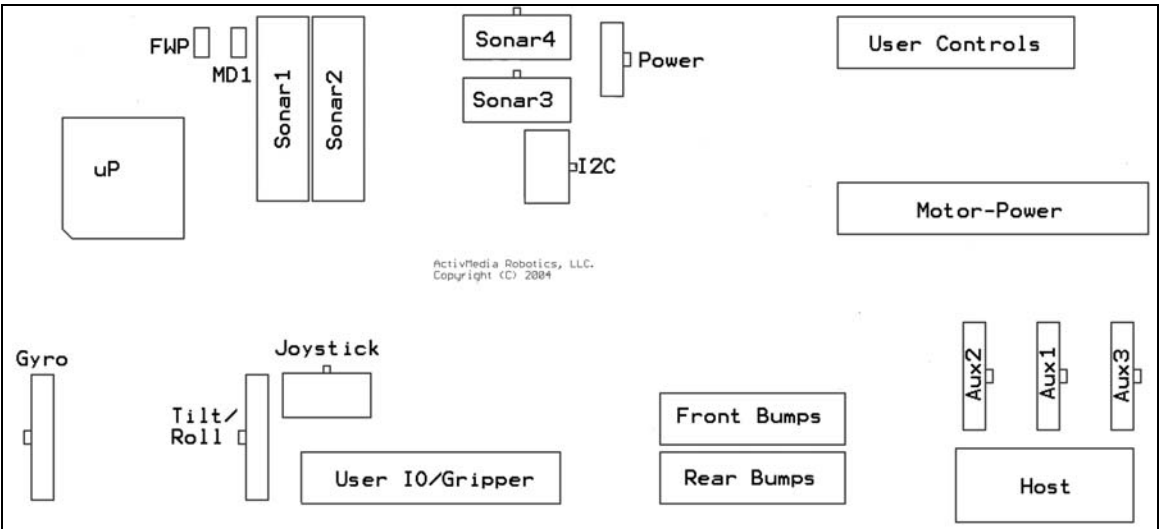 FWP
MD1
Sonar1
Sonar2
Sonar4
Sonar3
Power
I2C
User Controls
uP
Motor-Power
ActivMedia Robotics, LLC.
Copyright (C) 2004
Gyro
Tilt/
Roll
Joystick
User IO/Gripper
Front Bumps
Rear Bumps
Aux2
Aux1
Aux3
Host